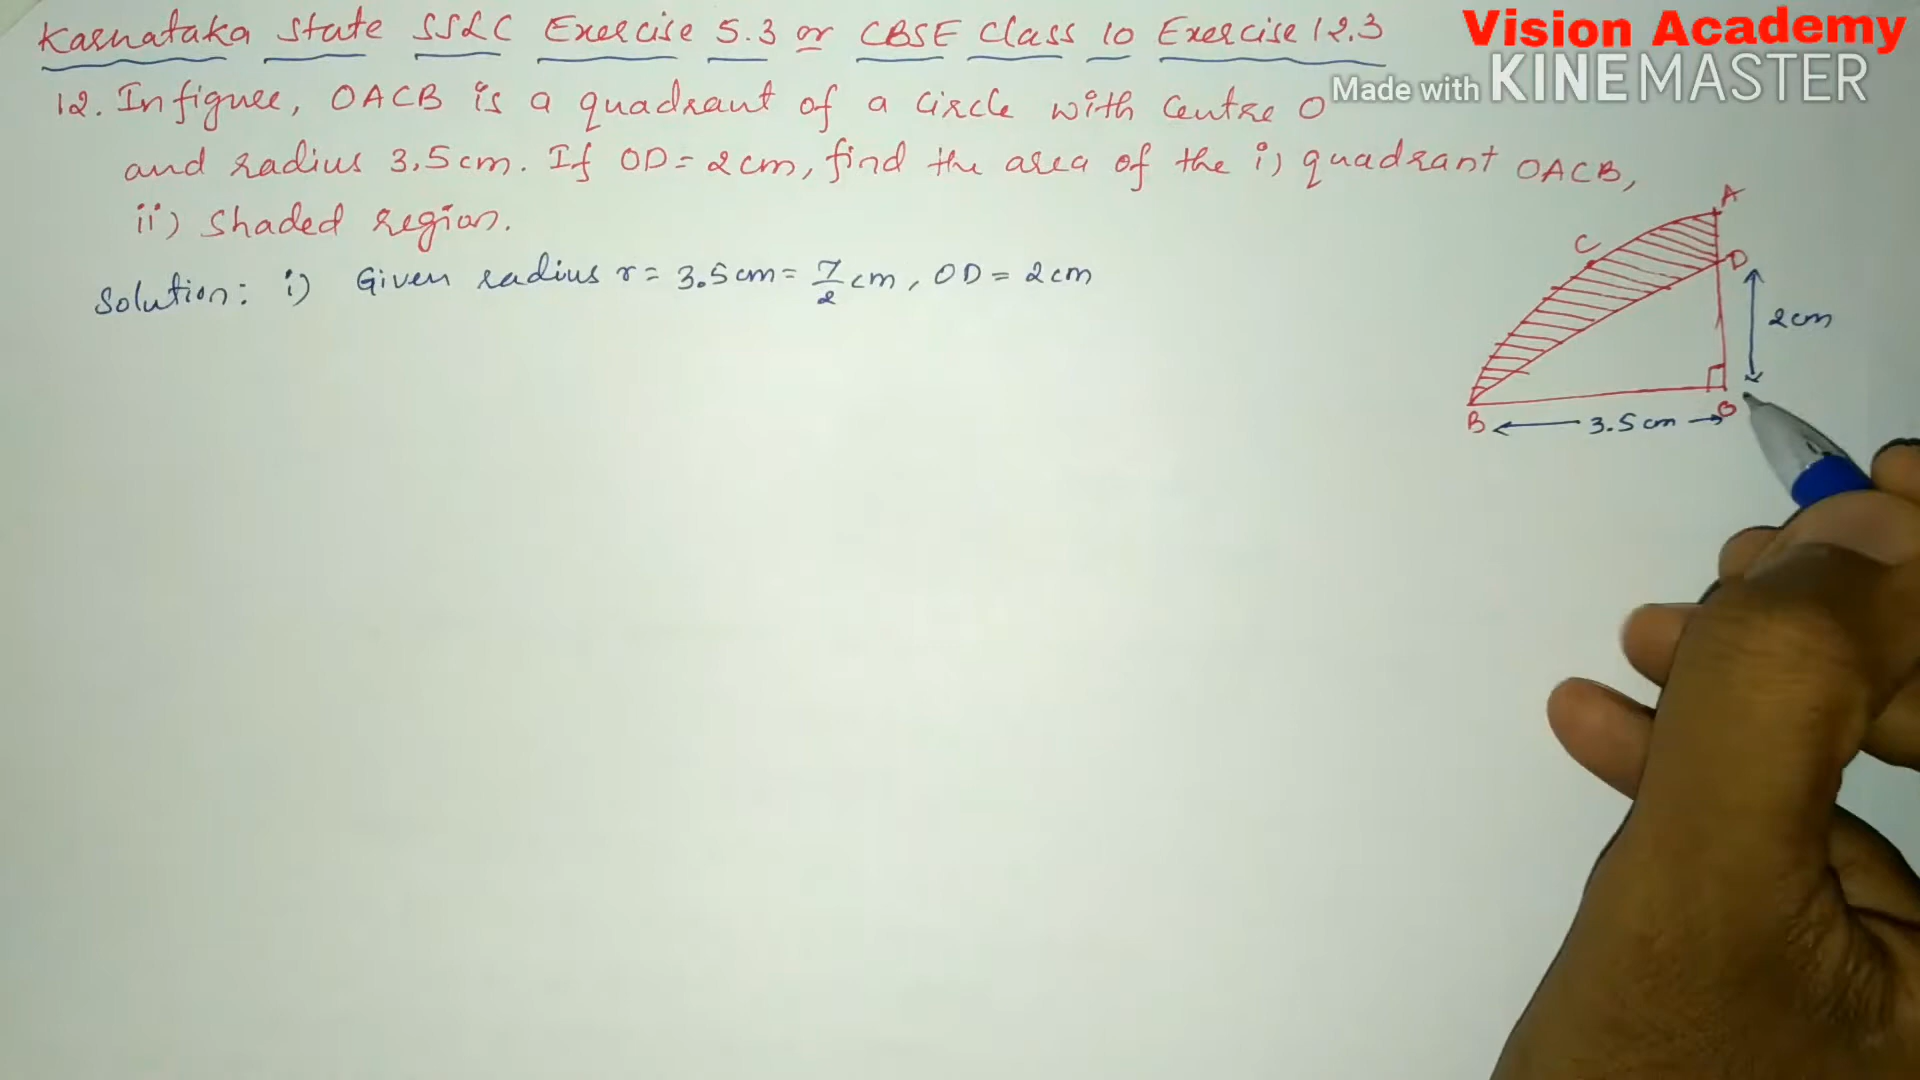 Karnataka State SSLC Exercise 5.3 or CBSE Class 10 Exercise 12.3
Vision Academy
Made with KINEMASTER
12. In figure, OACB is a quadrant of a circle with centre O
and radius 3.5cm. If OD = 2cm, find the area of the i) quadrant OACB,
ii) shaded region.
Solution: i) Given radius r = 3.5cm = 7/2 cm, OD = 2cm
A
C
D
2cm
O
B
3.5cm